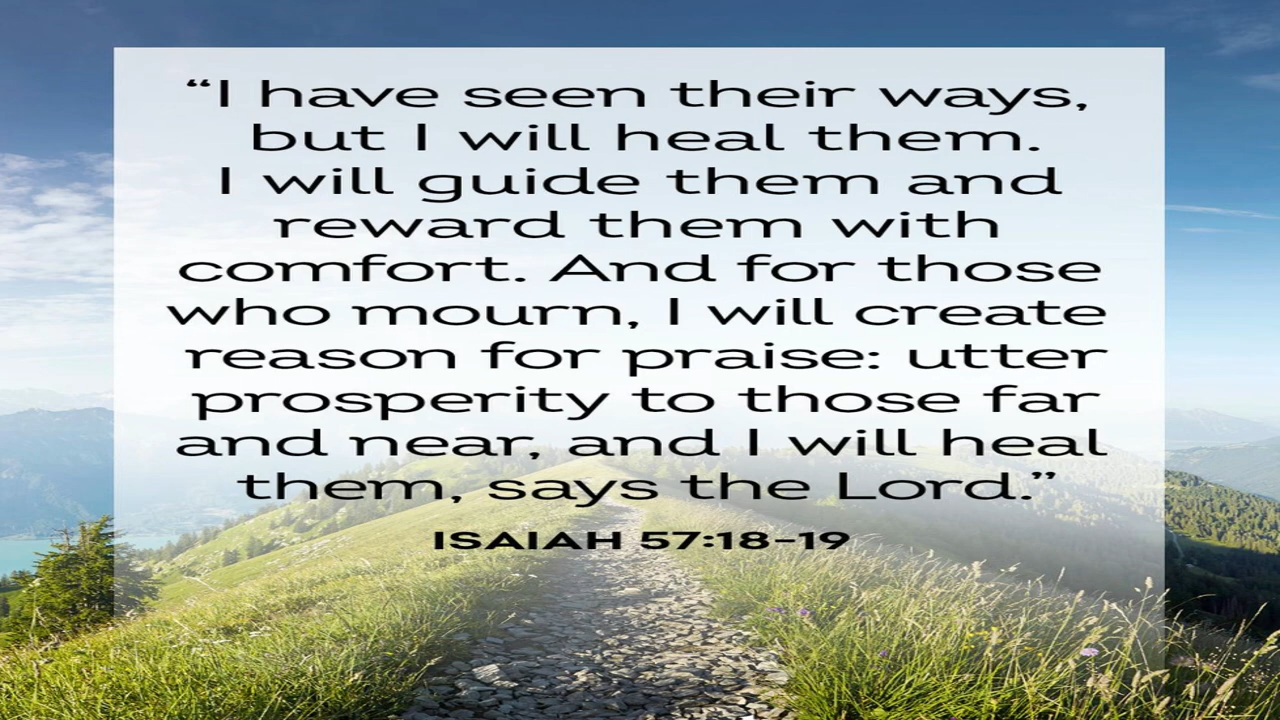 “I have seen their ways,
but I will heal them.
I will guide them and
reward them with
comfort. And for those
who mourn, I will create
reason for praise: utter
prosperity to those far
and near, and I will heal
them, says the Lord.”
ISAIAH 57:18-19